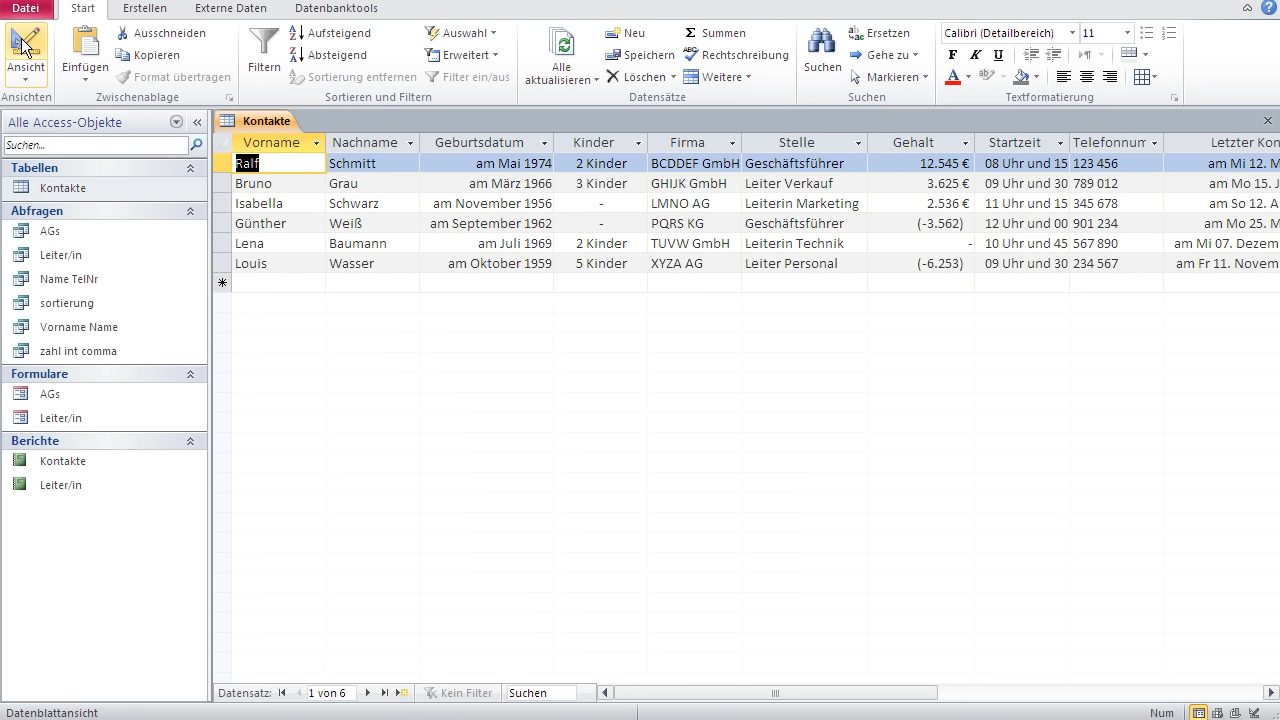 Datei Start Erstellen Externe Daten Datenbanktools
Ansicht
Ansichten
Einfügen
Ausschneiden
Kopieren
Format übertragen
Zwischenablage
Filtern
Aufsteigend
Absteigend
Sortierung entfernen
Auswahl
Erweitert
Filter ein/aus
Sortieren und Filtern
Alle
aktualisieren
Neu
Speichern
Löschen
Summen
Rechtschreibung
Weitere
Datensätze
Suchen
Ersetzen
Gehe zu
Markieren
Suchen
Calibri (Detailbereich) 11
F K U
Textformatierung
Alle Access-Objekte
Suchen...
Tabellen
Kontakte
Abfragen
AGs
Leiter/in
Name TelNr
sortierung
Vorname Name
zahl int comma
Formulare
AGs
Leiter/in
Berichte
Kontakte
Leiter/in
Kontakte
Vorname Nachname Geburtsdatum Kinder Firma Stelle Gehalt Startzeit Telefonnum Letzter Kon
Ralf Schmitt am Mai 1974 2 Kinder BCDDEF GmbH Geschäftsführer 12.545 € 08 Uhr und 15 123 456 am Mi 12. M
Bruno Grau am März 1966 3 Kinder GHIJK GmbH Leiter Verkauf 3.625 € 09 Uhr und 30 789 012 am Mo 15. J
Isabella Schwarz am November 1956 - LMNO AG Leiterin Marketing 2.536 € 11 Uhr und 15 345 678 am So 12. A
Günther Weiß am September 1962 - PQRS KG Geschäftsführer (-3.562) 12 Uhr und 00 901 234 am Mo 25. M
Lena Baumann am Juli 1969 2 Kinder TUVW GmbH Leiterin Technik - 10 Uhr und 45 567 890 am Mi 07. Dezem
Louis Wasser am Oktober 1959 5 Kinder XYZA AG Leiter Personal (-6.253) 09 Uhr und 30 234 567 am Fr 11. Novem
Datensatz: 1 von 6 Kein Filter Suchen
Datenblattansicht Num